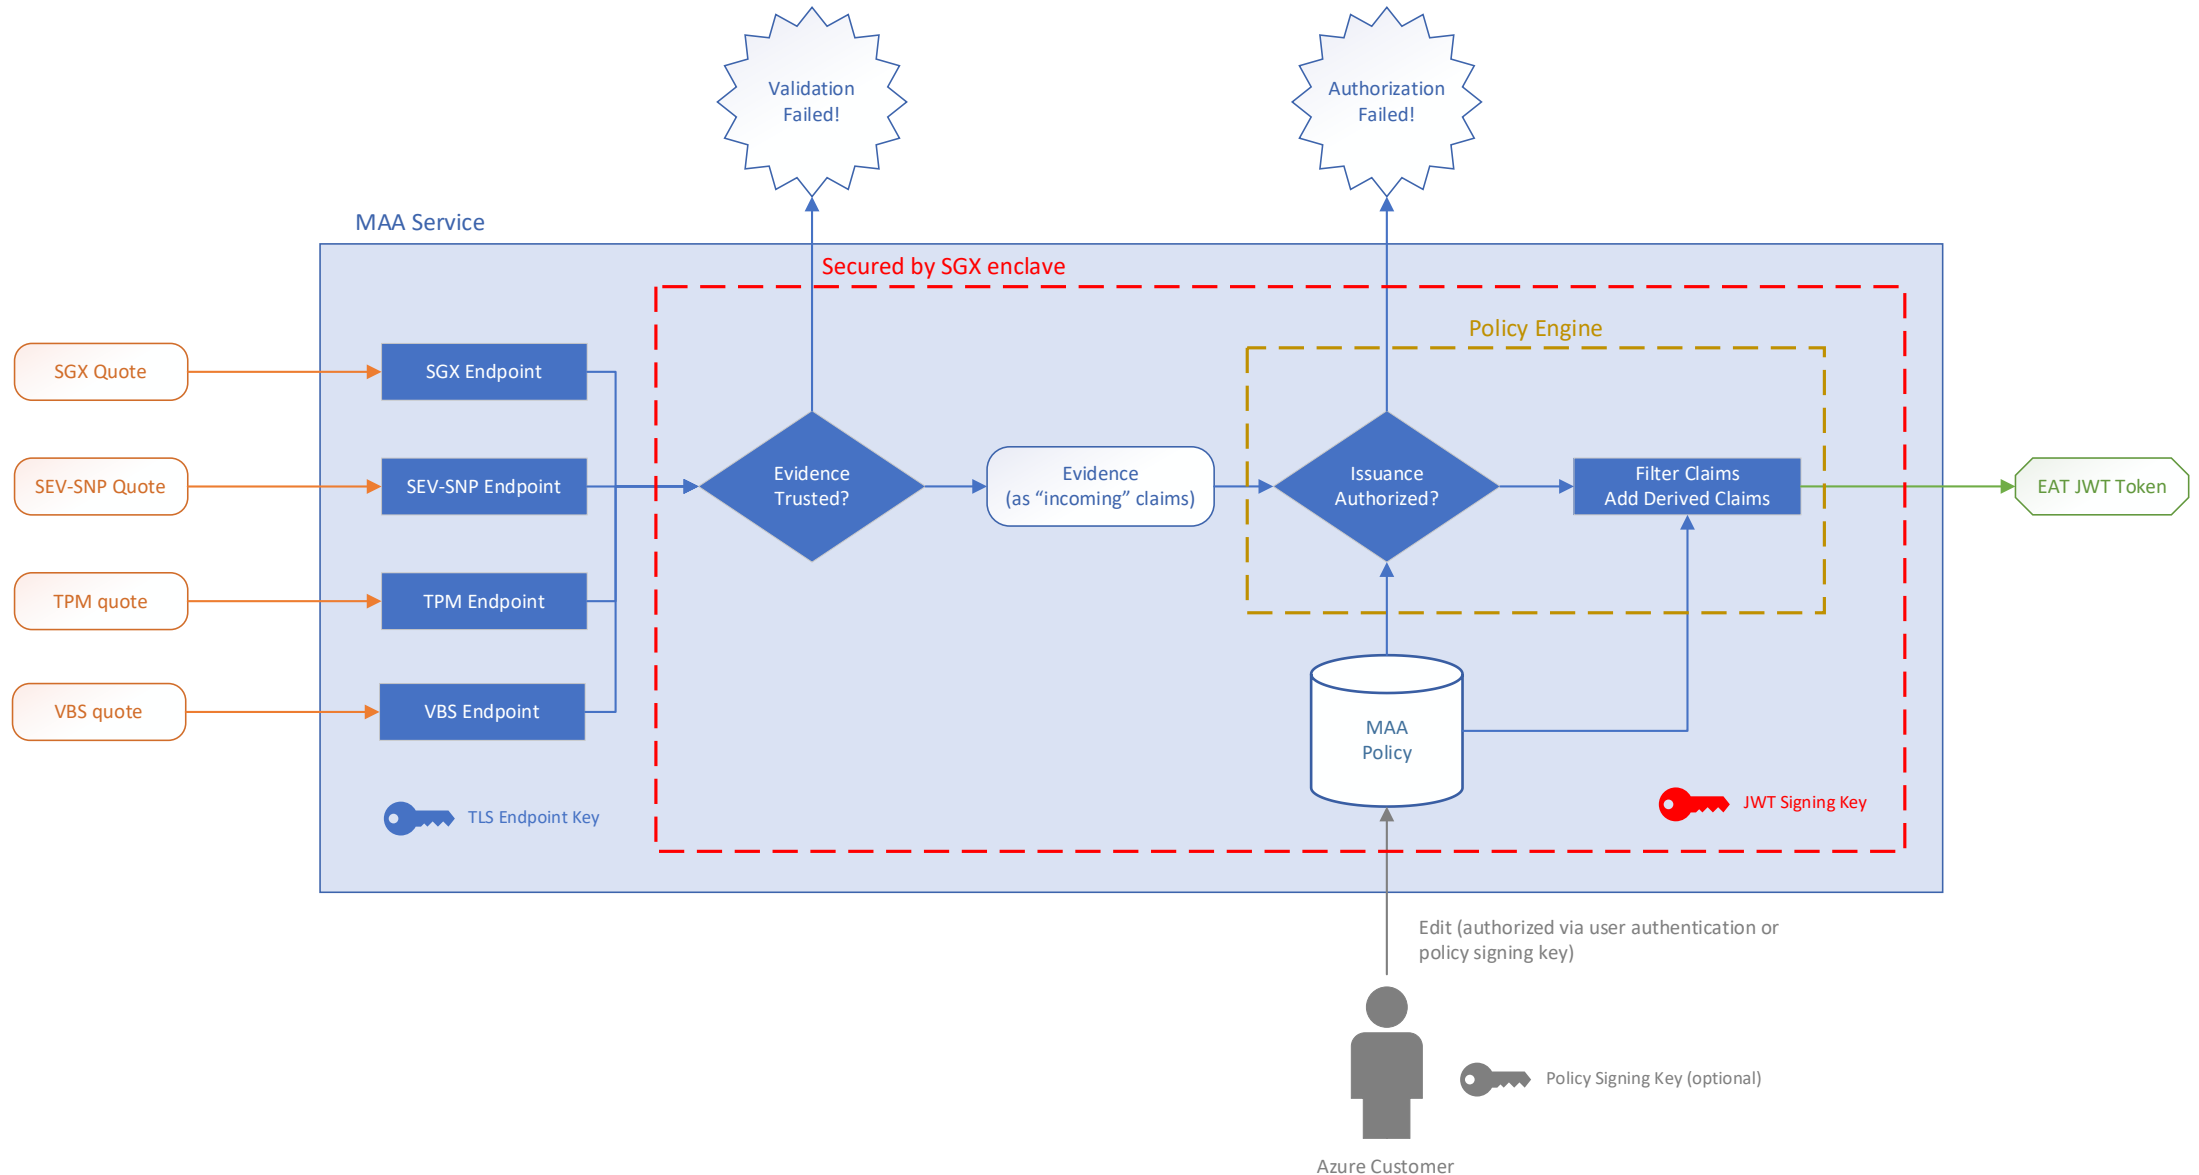 Validation
Failed!
Authorization
Failed!
MAA Service
Secured by SGX enclave
Policy Engine
SGX Quote
SGX Endpoint
SEV-SNP Quote
SEV-SNP Endpoint
Evidence
Trusted?
Evidence
(as “incoming” claims)
Issuance
Authorized?
Filter Claims
Add Derived Claims
EAT JWT Token
TPM quote
TPM Endpoint
VBS quote
VBS Endpoint
MAA
Policy
TLS Endpoint Key
JWT Signing Key
Edit (authorized via user authentication or
policy signing key)
Policy Signing Key (optional)
Azure Customer